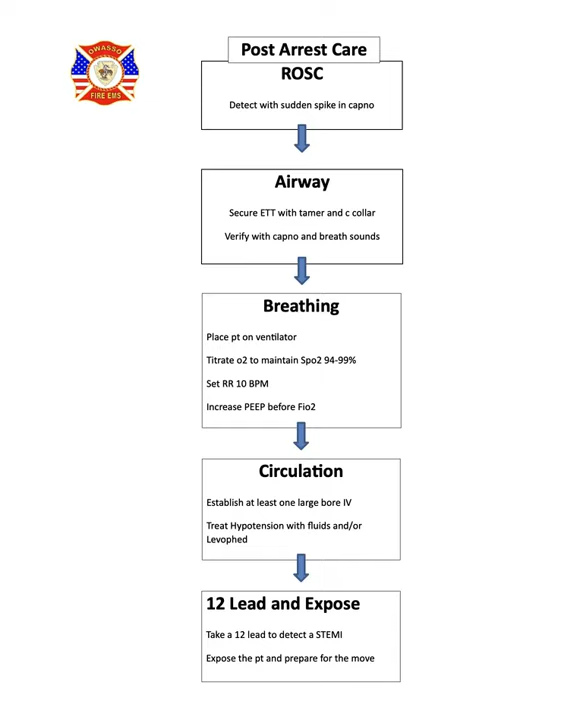 OWASSO
FIRE EMS
Post Arrest Care
ROSC
Detect with sudden spike in capno
Airway
Secure ETT with tamer and c collar
Verify with capno and breath sounds
Breathing
Place pt on ventilator
Titrate o2 to maintain Spo2 94-99%
Set RR 10 BPM
Increase PEEP before Fio2
Circulation
Establish at least one large bore IV
Treat Hypotension with fluids and/or
Levophed
12 Lead and Expose
Take a 12 lead to detect a STEMI
Expose the pt and prepare for the move